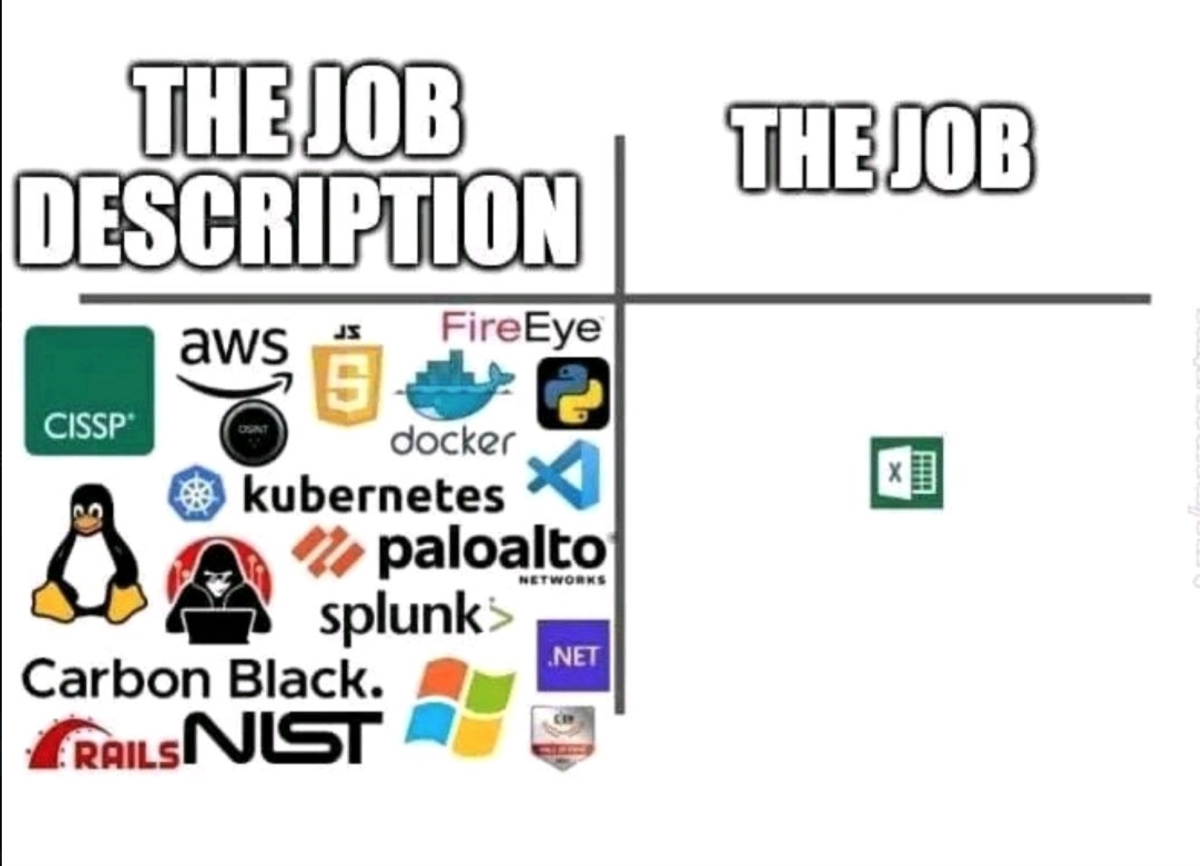 THE JOB
DESCRIPTION
THE JOB
FireEye
aws
JS
CISSP
OSINT
docker
kubernetes
paloalto
NETWORKS
splunk>
.NET
Carbon Black.
RAILS
NIST
X